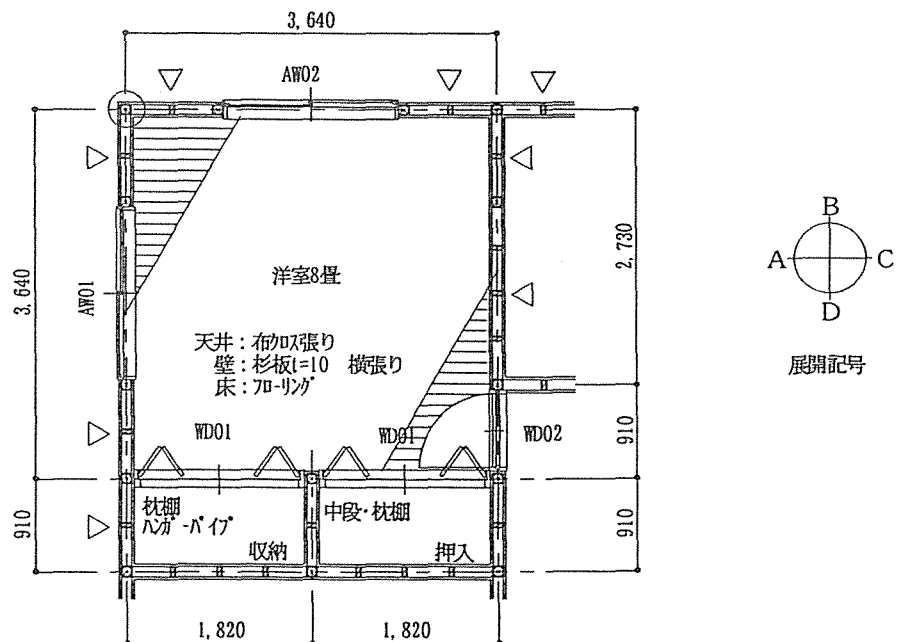 3,640
AW02
3,640
AW01
2,730
洋室8畳
天井：布クロス張り
壁：杉板t=10　横張り
床：フローリング
WD01
WD01
WD02
910
910
910
枕棚
ハンガーパイプ
収納
中段・枕棚
押入
1,820
1,820
B
A
C
D
展開記号